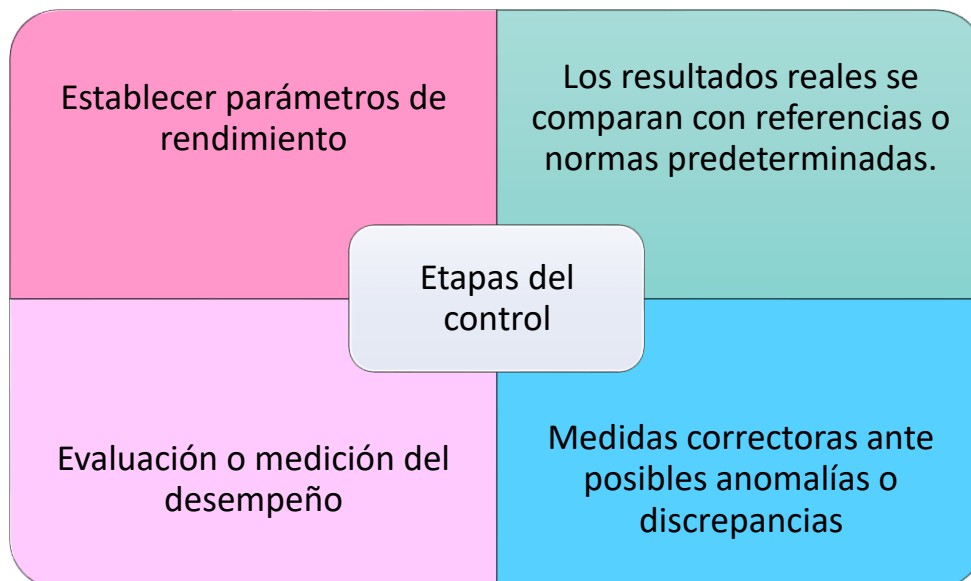 Establecer parámetros de
rendimiento
Los resultados reales se
comparan con referencias o
normas predeterminadas.
Etapas del
control
Evaluación o medición del
desempeño
Medidas correctoras ante
posibles anomalías o
discrepancias